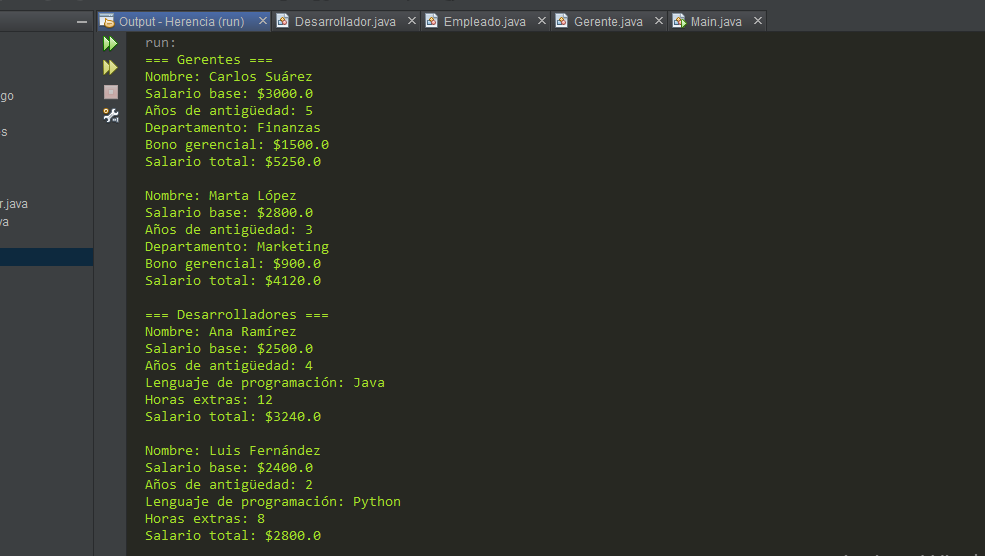 Output - Herencia (run)
Desarrollador.java
Empleado.java
Gerente.java
Main.java
go
s
r.java
va
run:
=== Gerentes ===
Nombre: Carlos Suárez
Salario base: $3000.0
Años de antigüedad: 5
Departamento: Finanzas
Bono gerencial: $1500.0
Salario total: $5250.0
Nombre: Marta López
Salario base: $2800.0
Años de antigüedad: 3
Departamento: Marketing
Bono gerencial: $900.0
Salario total: $4120.0
=== Desarrolladores ===
Nombre: Ana Ramírez
Salario base: $2500.0
Años de antigüedad: 4
Lenguaje de programación: Java
Horas extras: 12
Salario total: $3240.0
Nombre: Luis Fernández
Salario base: $2400.0
Años de antigüedad: 2
Lenguaje de programación: Python
Horas extras: 8
Salario total: $2800.0